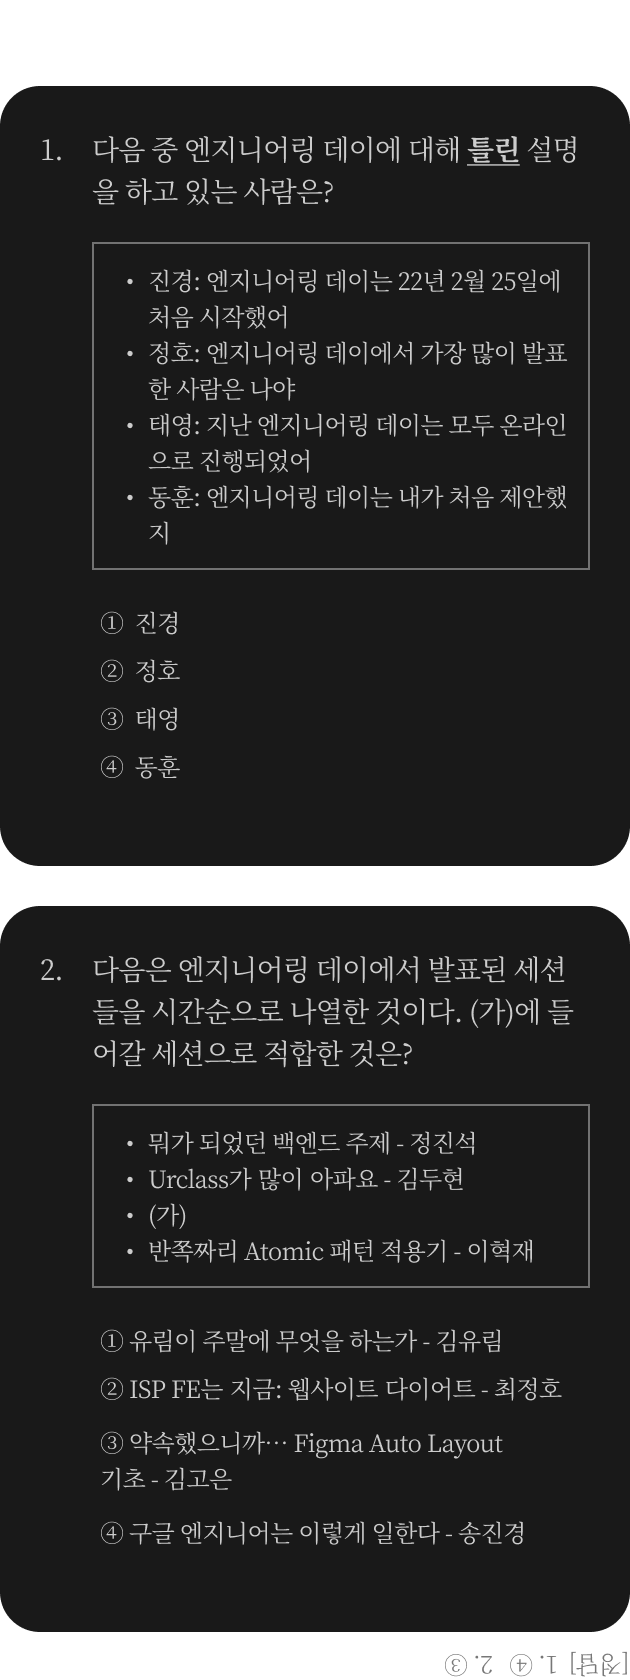 1. 다음 중 엔지니어링 데이에 대해 틀린 설명
을 하고 있는 사람은?
• 진경: 엔지니어링 데이는 22년 2월 25일에
처음 시작했어
• 정호: 엔지니어링 데이에서 가장 많이 발표
한 사람은 나야
• 태영: 지난 엔지니어링 데이는 모두 온라인
으로 진행되었어
• 동훈: 엔지니어링 데이는 내가 처음 제안했
지
① 진경
② 정호
③ 태영
④ 동훈
2. 다음은 엔지니어링 데이에서 발표된 세션
들을 시간순으로 나열한 것이다. (가)에 들
어갈 세션으로 적합한 것은?
• 뭐가 되었던 백엔드 주제 - 정진석
• Urclass가 많이 아파요 - 김두현
• (가)
• 반쪽짜리 Atomic 패턴 적용기 - 이혁재
① 유림이 주말에 무엇을 하는가 - 김유림
② ISP FE는 지금: 웹사이트 다이어트 - 최정호
③ 약속했으니까… Figma Auto Layout
기초 - 김고은
④ 구글 엔지니어는 이렇게 일한다 - 송진경
[정답] 1. ④ 2. ③